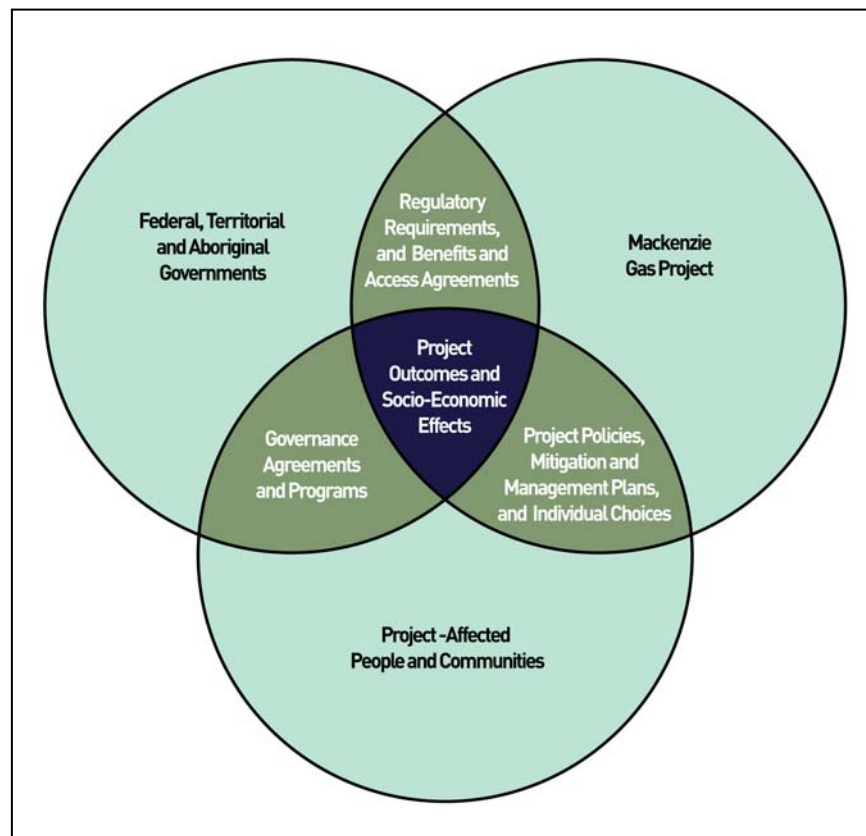 Federal, Territorial
and Aboriginal
Governments
Regulatory
Requirements,
and Benefits and
Access Agreements
Mackenzie
Gas Project
Project
Outcomes and
Socio-Economic
Effects
Governance
Agreements
and Programs
Project Policies,
Mitigation and
Management Plans,
and Individual Choices
Project -Affected
People and Communities